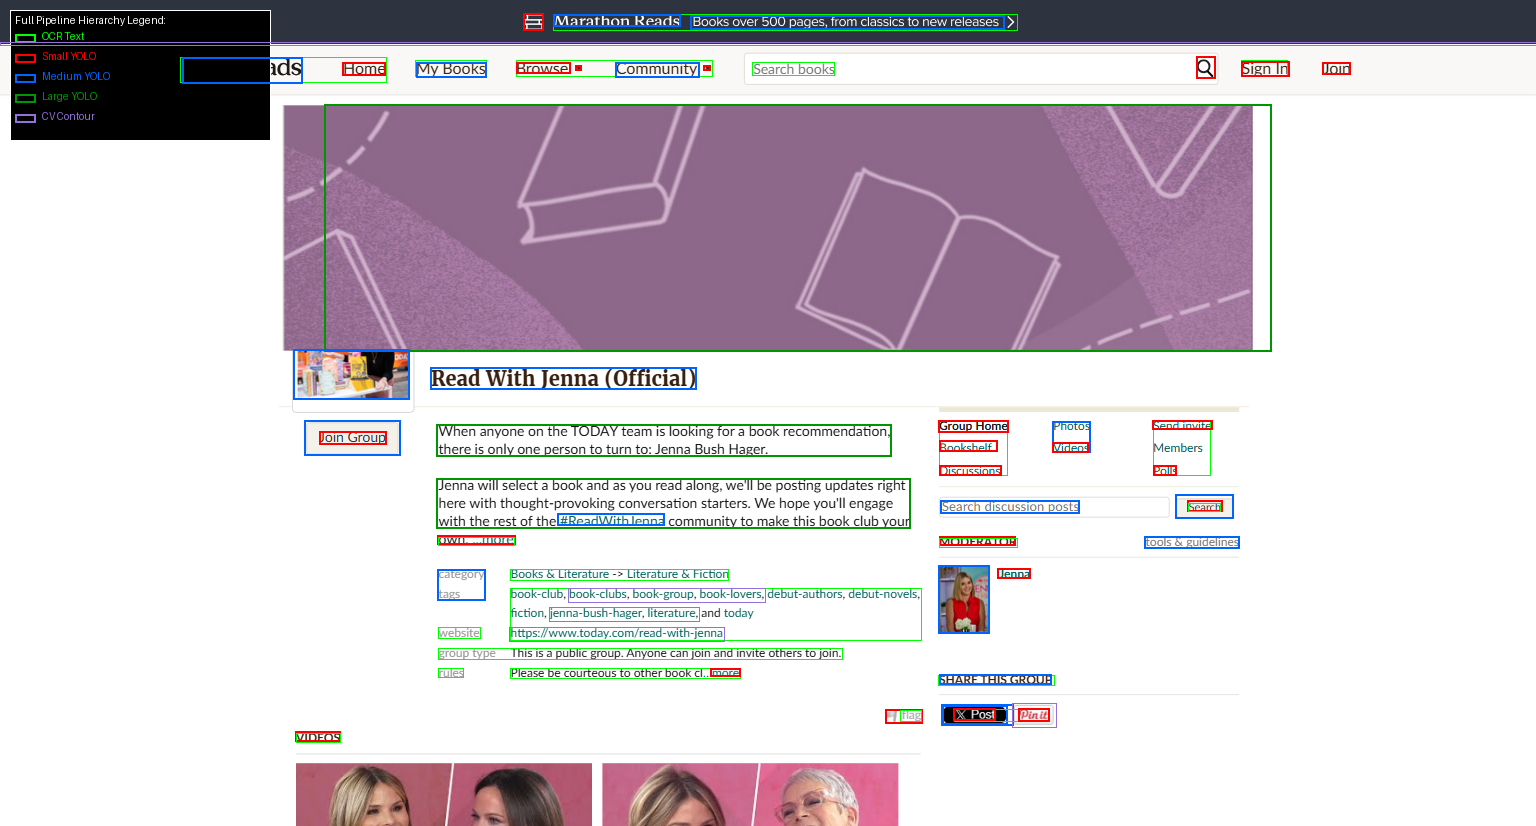 Full Pipeline Hierarchy Legend:
OCR Text
Small YOLO
Medium YOLO
Large YOLO
CV Contour
Marathon Reads Books over 500 pages, from classics to new releases
ads Home My Books Browse Community Search books Sign In Join
Read With Jenna (Official)
Join Group
When anyone on the TODAY team is looking for a book recommendation,
there is only one person to turn to: Jenna Bush Hager.
Jenna will select a book and as you read along, we'll be posting updates right
here with thought-provoking conversation starters. We hope you'll engage
with the rest of the #ReadWithJenna community to make this book club your
own. ...more
category Books & Literature -> Literature & Fiction
tags book-club, book-clubs, book-group, book-lovers, debut-authors, debut-novels,
fiction, jenna-bush-hager, literature, and today
website https://www.today.com/read-with-jenna
group type This is a public group. Anyone can join and invite others to join.
rules Please be courteous to other book cl...more
flag
VIDEOS
Group Home Photos Send invite
Bookshelf Videos Members
Discussions Polls
Search discussion posts Search
MODERATOR tools & guidelines
Jenna
SHARE THIS GROUP
X Post Pin it